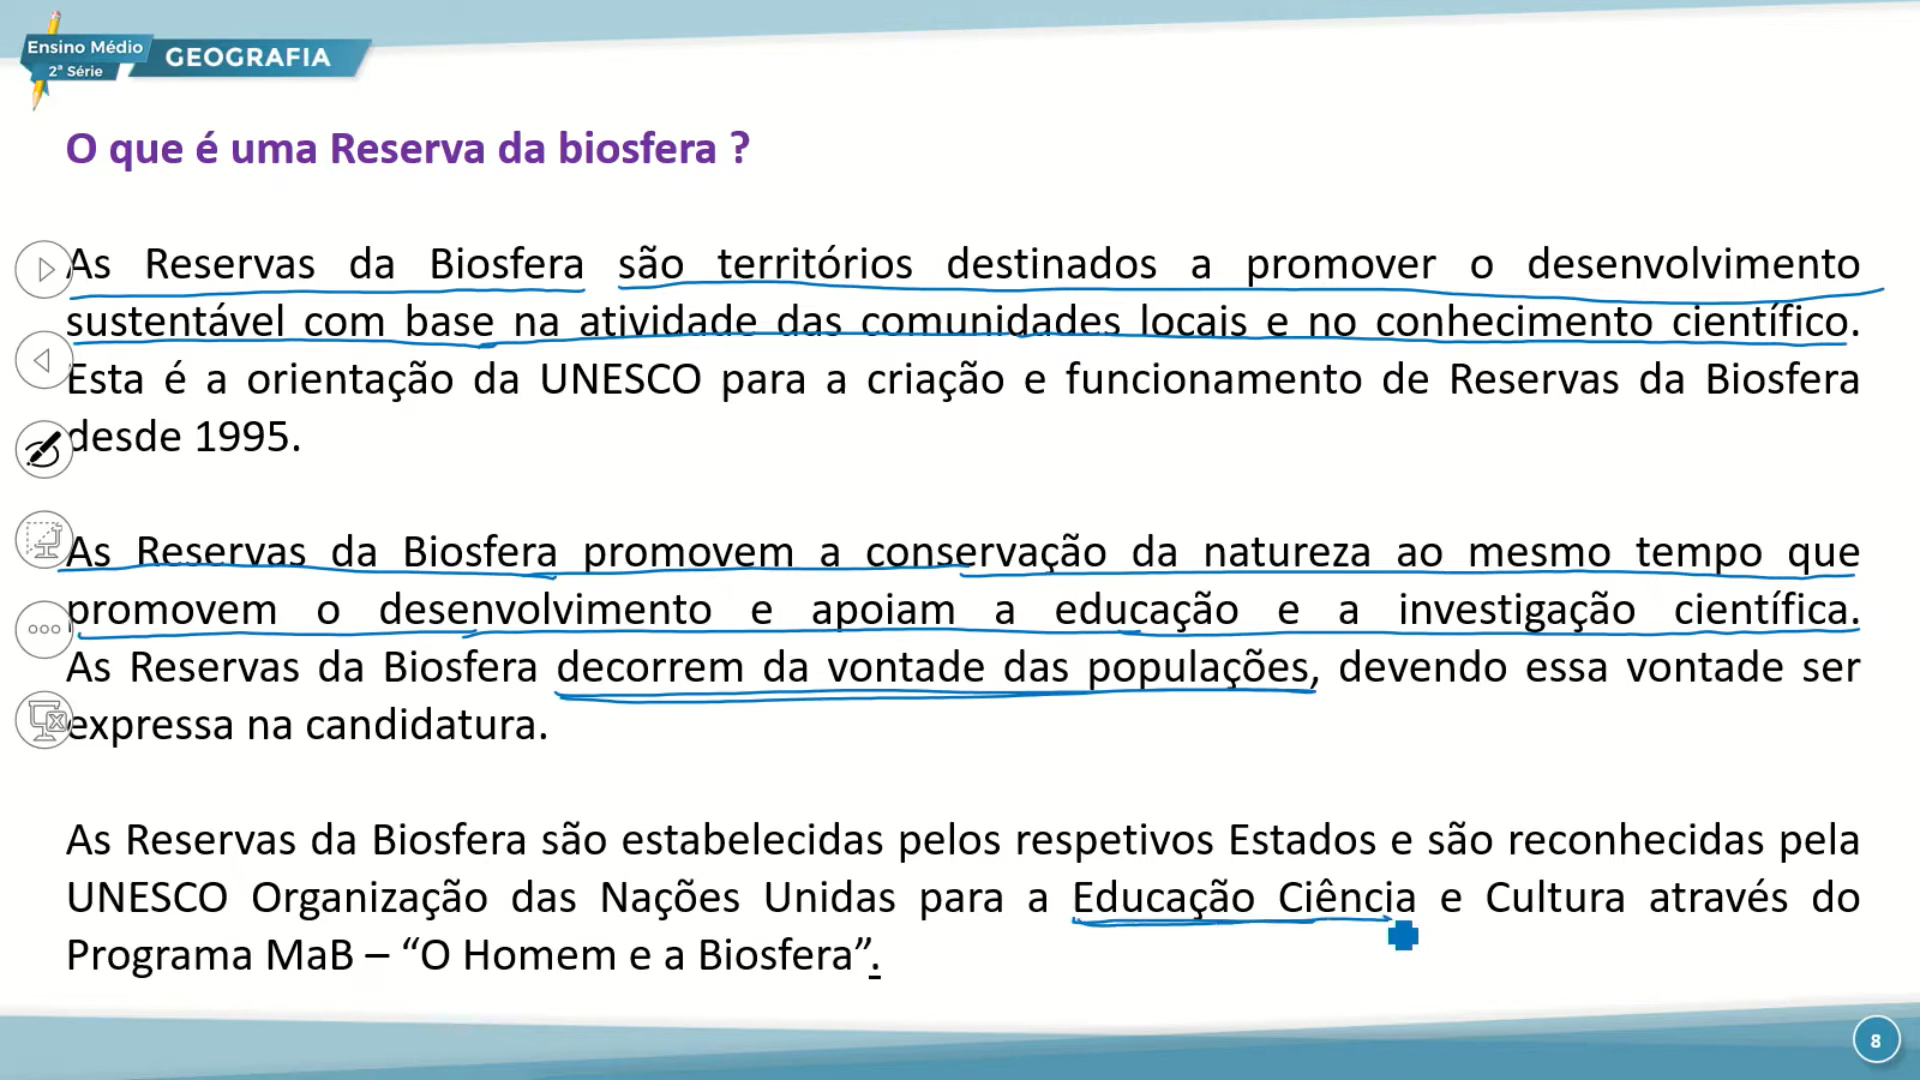 Ensino Médio
2ª Série
GEOGRAFIA
O que é uma Reserva da biosfera ?
As Reservas da Biosfera são territórios destinados a promover o desenvolvimento
sustentável com base na atividade das comunidades locais e no conhecimento científico.
Esta é a orientação da UNESCO para a criação e funcionamento de Reservas da Biosfera
desde 1995.
As Reservas da Biosfera promovem a conservação da natureza ao mesmo tempo que
promovem o desenvolvimento e apoiam a educação e a investigação científica.
As Reservas da Biosfera decorrem da vontade das populações, devendo essa vontade ser
expressa na candidatura.
As Reservas da Biosfera são estabelecidas pelos respetivos Estados e são reconhecidas pela
UNESCO Organização das Nações Unidas para a Educação Ciência e Cultura através do
Programa MaB – “O Homem e a Biosfera”.
8